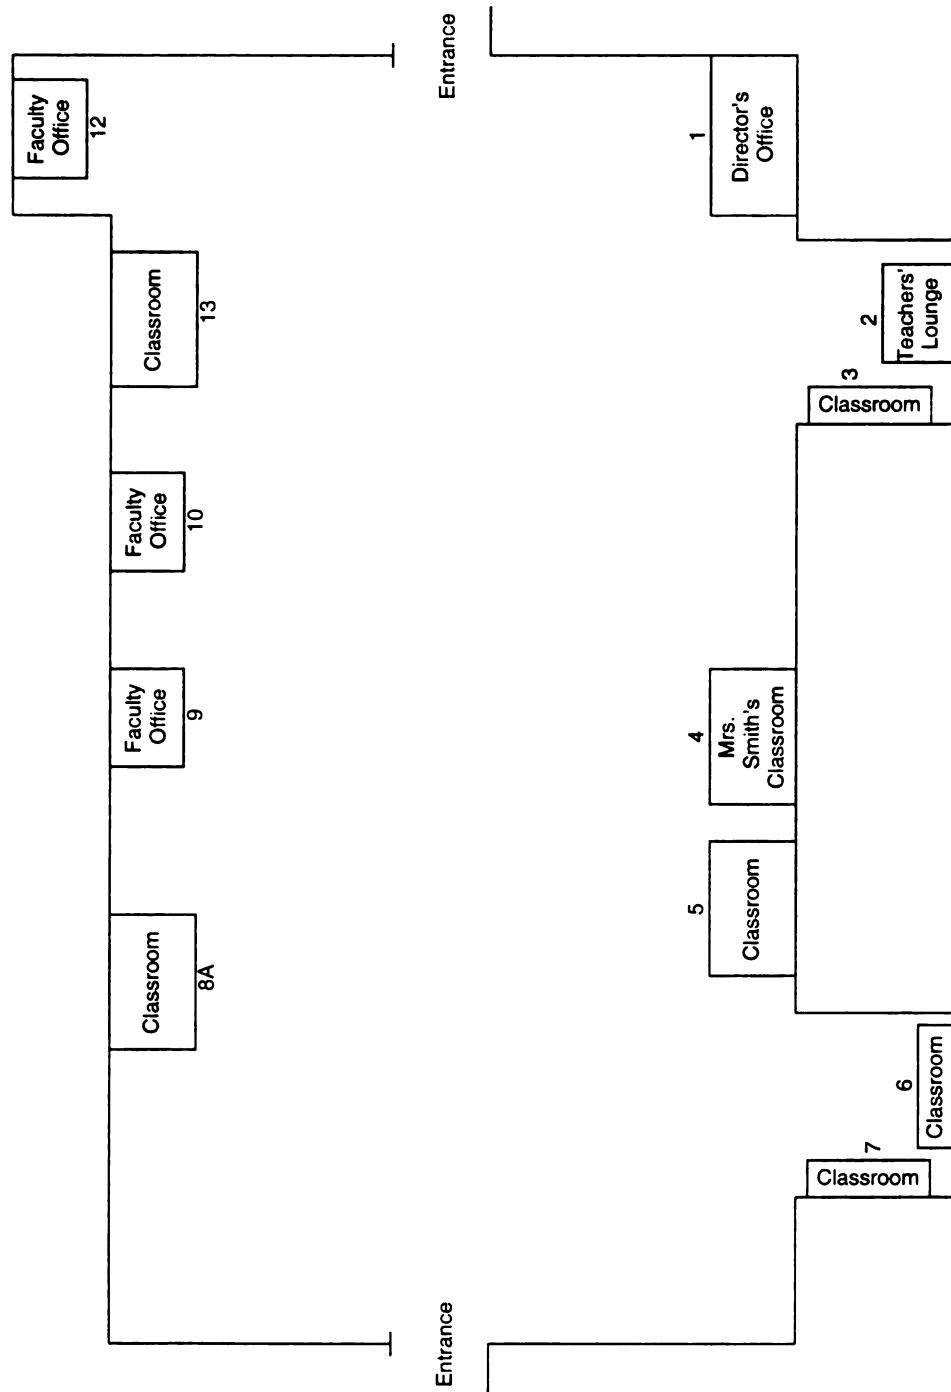 Entrance
Entrance
Classroom
8A
Faculty
Office
9
Faculty
Office
10
Classroom
13
Faculty
Office
12
7
Classroom
6
Classroom
5
Classroom
4
Mrs.
Smith's
Classroom
3
Classroom
2
Teachers'
Lounge
1
Director's
Office